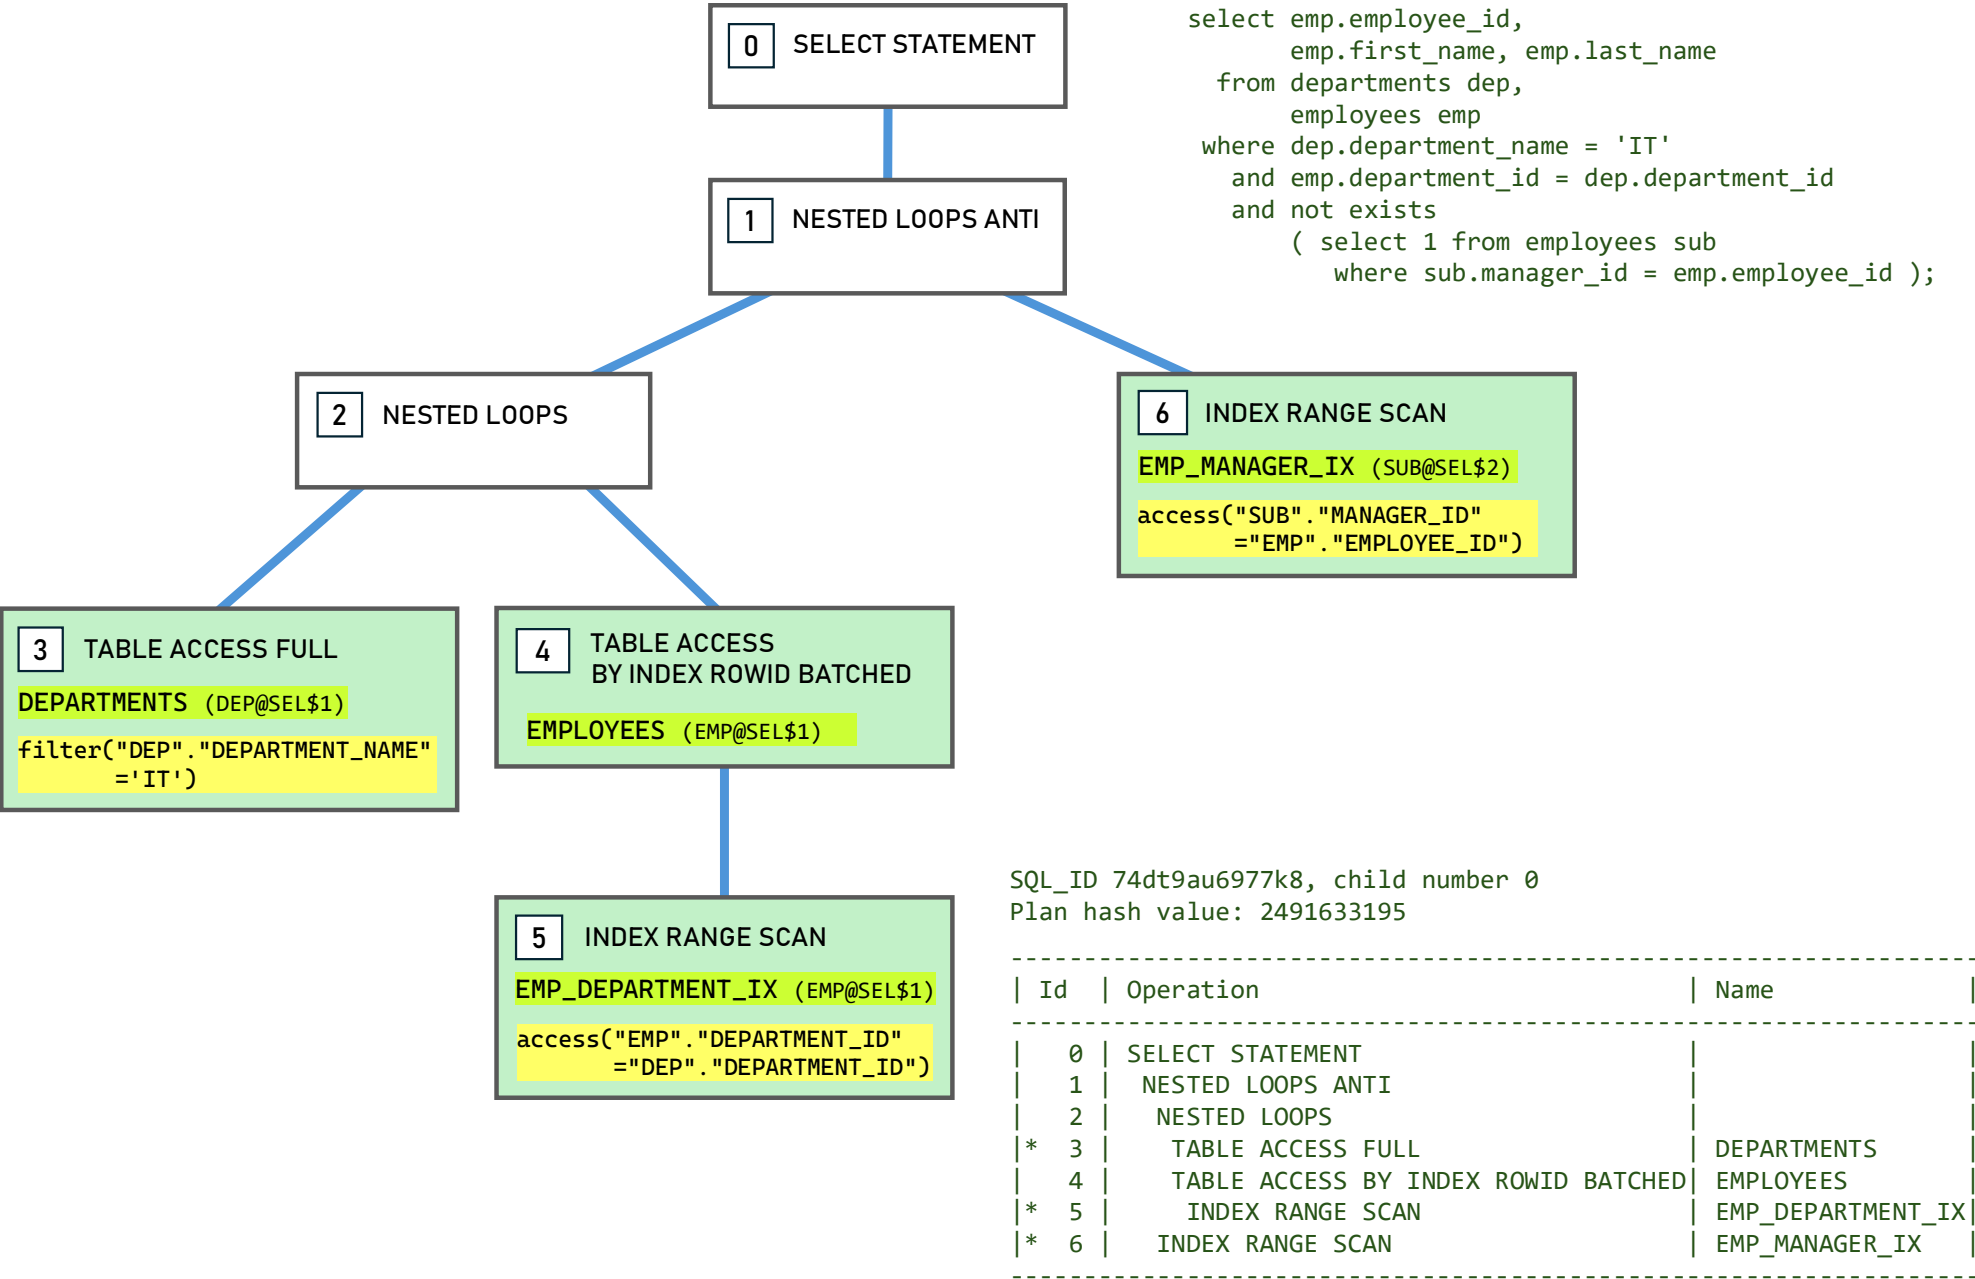 0 SELECT STATEMENT
select emp.employee_id,
emp.first_name, emp.last_name
from departments dep,
employees emp
where dep.department_name = 'IT'
and emp.department_id = dep.department_id
and not exists
( select 1 from employees sub
where sub.manager_id = emp.employee_id );
1 NESTED LOOPS ANTI
2 NESTED LOOPS
6 INDEX RANGE SCAN
EMP_MANAGER_IX (SUB@SEL$2)
access("SUB"."MANAGER_ID"
="EMP"."EMPLOYEE_ID")
3 TABLE ACCESS FULL
DEPARTMENTS (DEP@SEL$1)
filter("DEP"."DEPARTMENT_NAME"
='IT')
4 TABLE ACCESS
BY INDEX ROWID BATCHED
EMPLOYEES (EMP@SEL$1)
5 INDEX RANGE SCAN
EMP_DEPARTMENT_IX (EMP@SEL$1)
access("EMP"."DEPARTMENT_ID"
="DEP"."DEPARTMENT_ID")
SQL_ID 74dt9au6977k8, child number 0
Plan hash value: 2491633195
------------------------------------------------------------------
| Id | Operation | Name |
------------------------------------------------------------------
| 0 | SELECT STATEMENT | |
| 1 | NESTED LOOPS ANTI | |
| 2 | NESTED LOOPS | |
|* 3 | TABLE ACCESS FULL | DEPARTMENTS |
| 4 | TABLE ACCESS BY INDEX ROWID BATCHED| EMPLOYEES |
|* 5 | INDEX RANGE SCAN | EMP_DEPARTMENT_IX|
|* 6 | INDEX RANGE SCAN | EMP_MANAGER_IX |
------------------------------------------------------------------